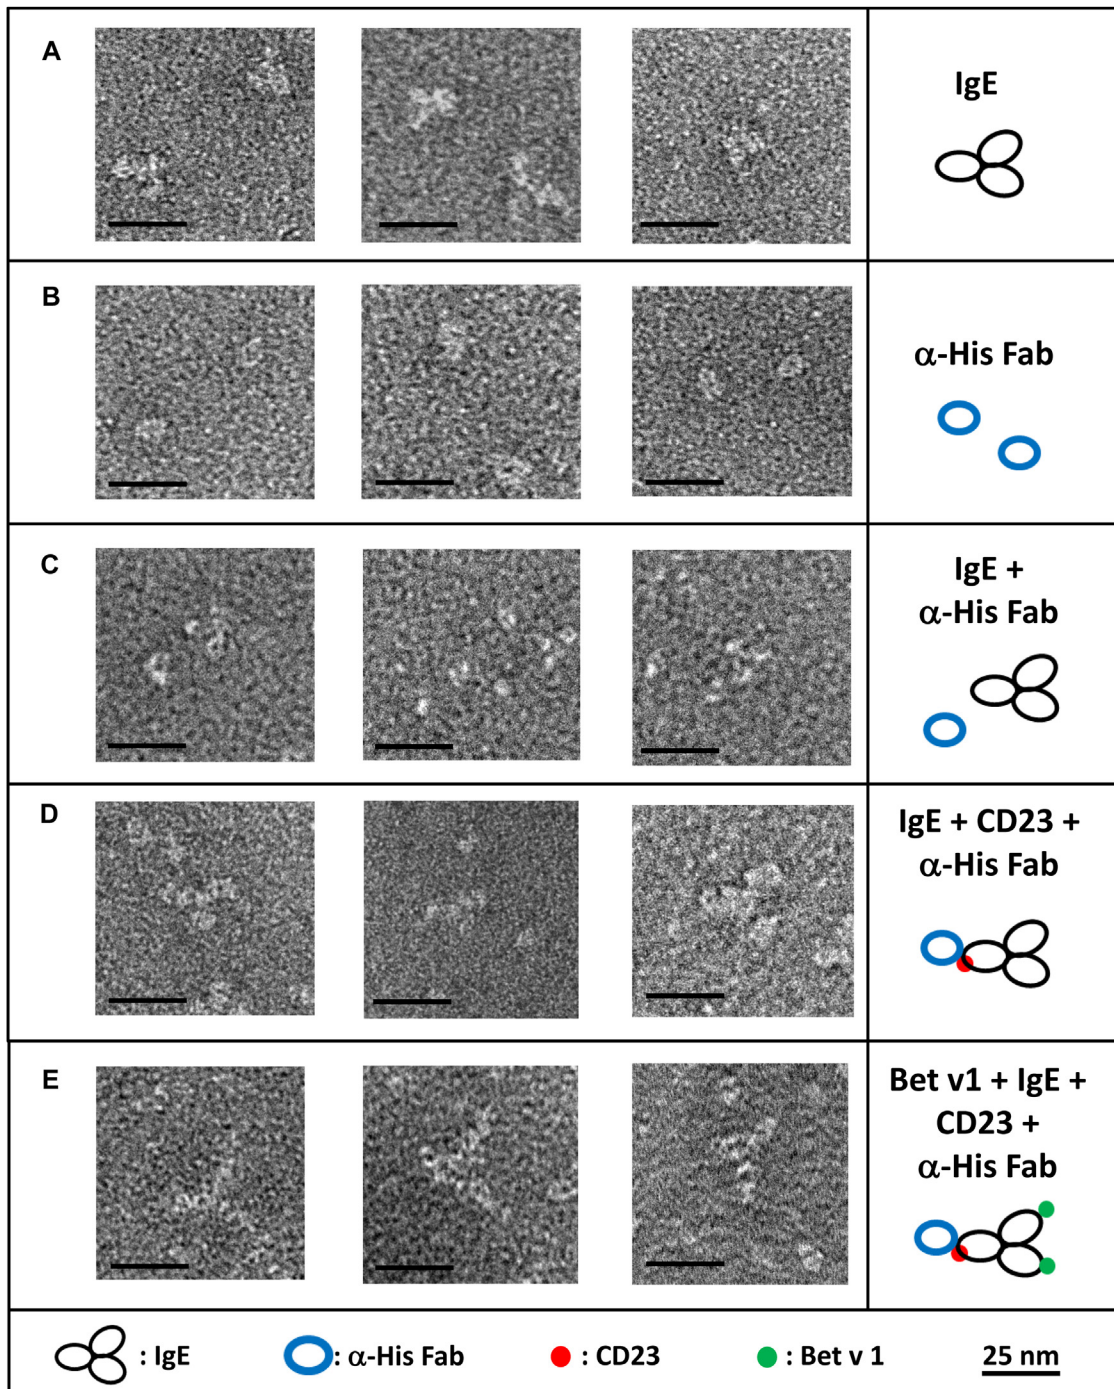 A
IgE
B
α-His Fab
C
IgE +
α-His Fab
D
IgE + CD23 +
α-His Fab
E
Bet v1 + IgE +
CD23 +
α-His Fab
: IgE
: α-His Fab
: CD23
: Bet v 1
25 nm